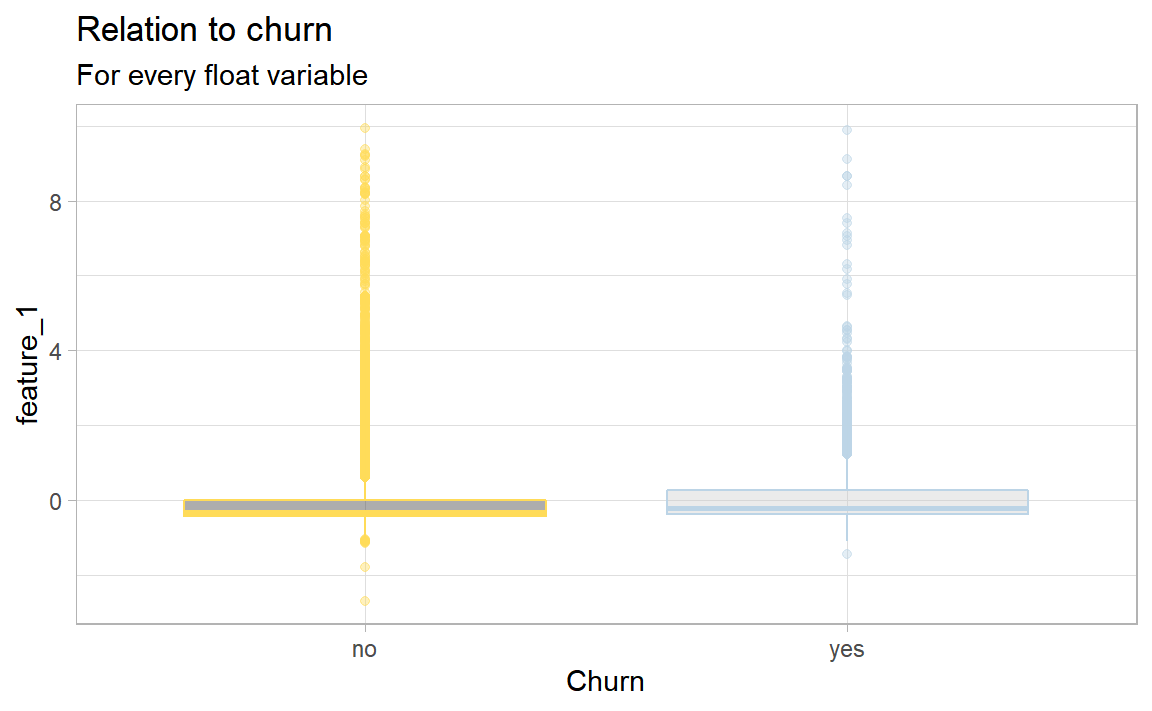 Relation to churn
For every float variable
feature_1
8
4
0
no yes
Churn